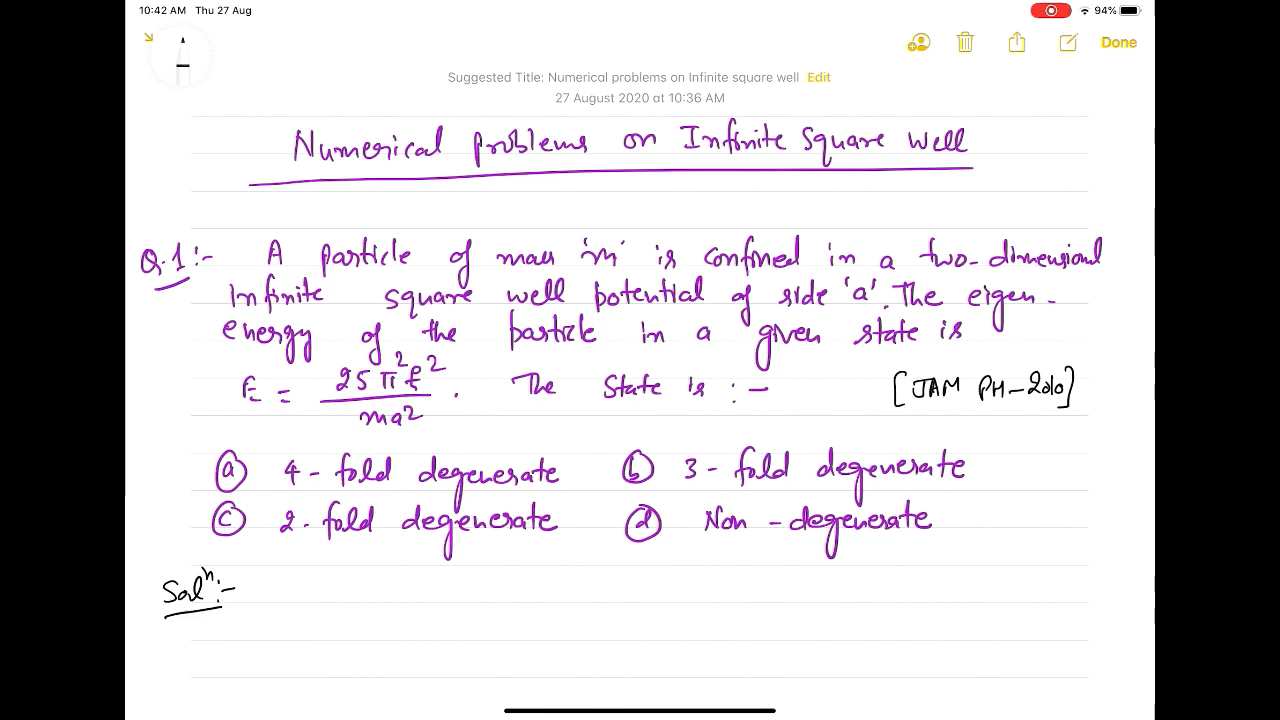 10:42 AM Thu 27 Aug
94%
Done
Suggested Title: Numerical problems on Infinite square well Edit
27 August 2020 at 10:36 AM
Numerical Problems on Infinite Square Well
Q.1:- A particle of mass 'm' is confined in a two-dimensional
Infinite square well potential of side 'a'. The eigen-
energy of the particle in a given state is
E = 25 π² ħ² / ma² . The State is :- [JAM PH-2010]
(a) 4-fold degenerate (b) 3-fold degenerate
(c) 2-fold degenerate (d) Non-degenerate
Solⁿ:-